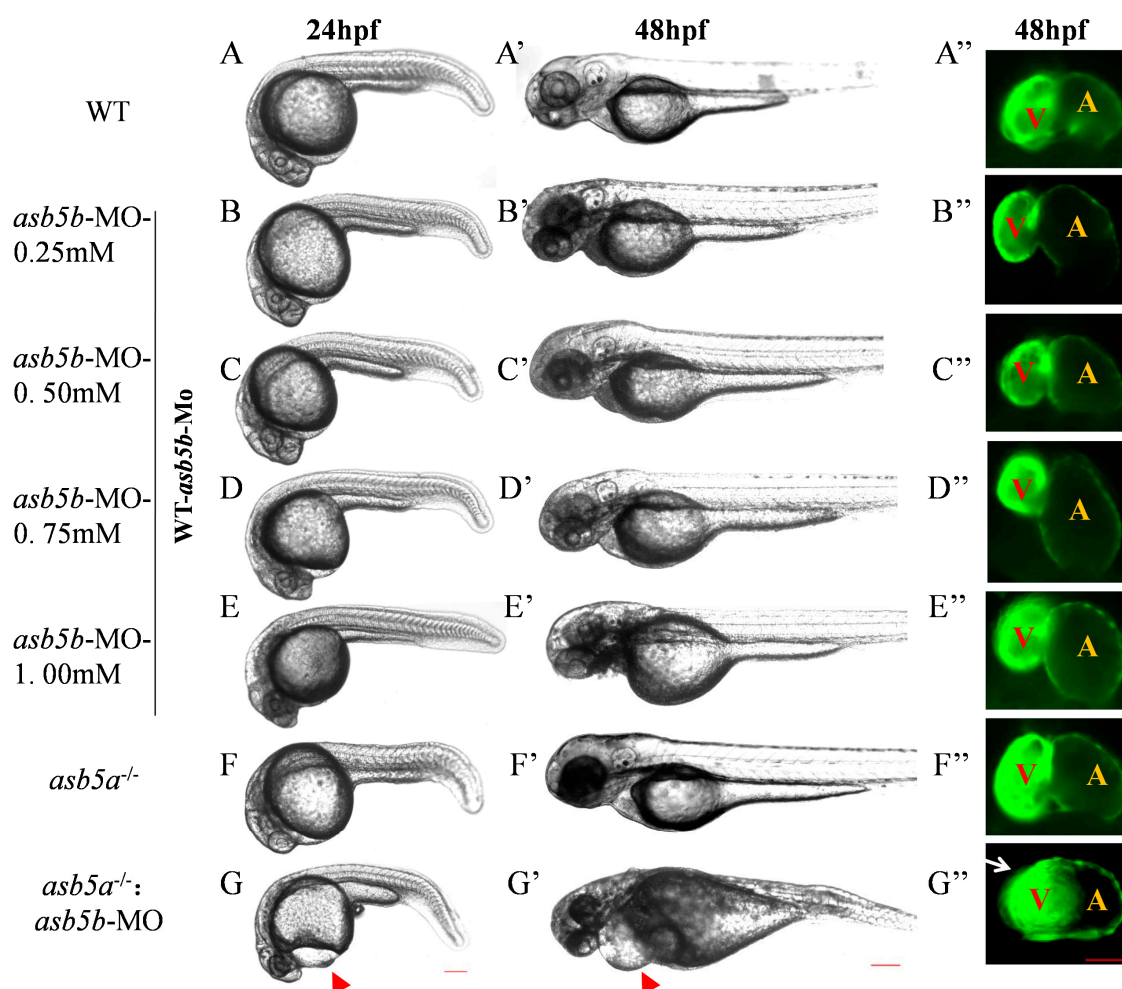 24hpf 48hpf 48hpf
A A’ A’’
WT
V A
B B’ B’’
asb5b-MO-
0.25mM
V A
C C’ C’’
asb5b-MO-
0. 50mM
V A
WT-asb5b-Mo
D D’ D’’
asb5b-MO-
0. 75mM
V A
E E’ E’’
asb5b-MO-
1. 00mM
V A
F F’ F’’
asb5a-/-
V A
G G’ G’’
asb5a-/-:
asb5b-MO
V A